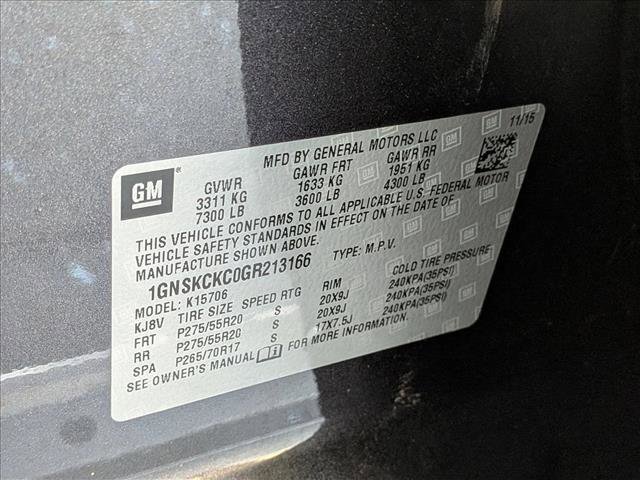 11/15
MFD BY GENERAL MOTORS LLC
GM ®
GVWR GAWR FRT GAWR RR
3311 KG 1633 KG 1951 KG
7300 LB 3600 LB 4300 LB
THIS VEHICLE CONFORMS TO ALL APPLICABLE U.S. FEDERAL MOTOR
VEHICLE SAFETY STANDARDS IN EFFECT ON THE DATE OF
MANUFACTURE SHOWN ABOVE.
1GNSKCKC0GR213166 TYPE: M.P.V.
MODEL: K15706
KJ8V TIRE SIZE SPEED RTG RIM COLD TIRE PRESSURE
FRT P275/55R20 S 20X9J 240KPA(35PSI)
RR P275/55R20 S 20X9J 240KPA(35PSI)
SPA P265/70R17 S 17X7.5J 240KPA(35PSI)
SEE OWNER'S MANUAL FOR MORE INFORMATION.